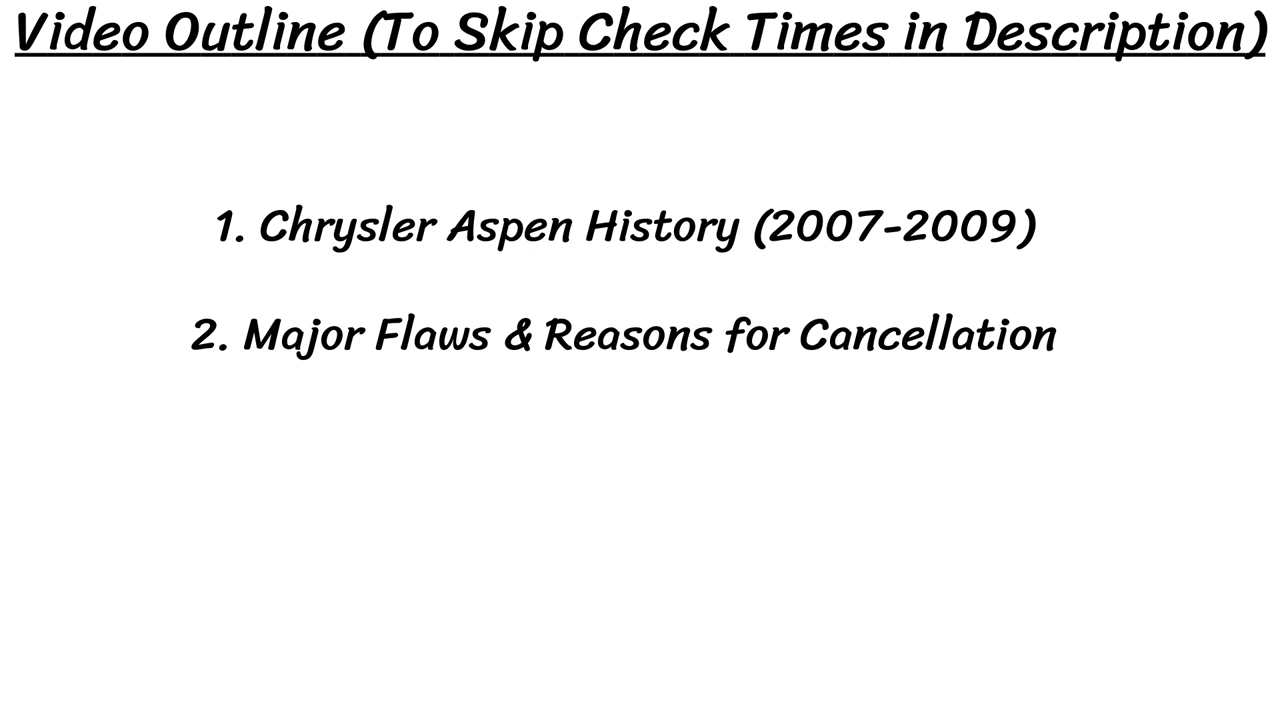 Video Outline (To Skip Check Times in Description)
1. Chrysler Aspen History (2007-2009)
2. Major Flaws & Reasons for Cancellation